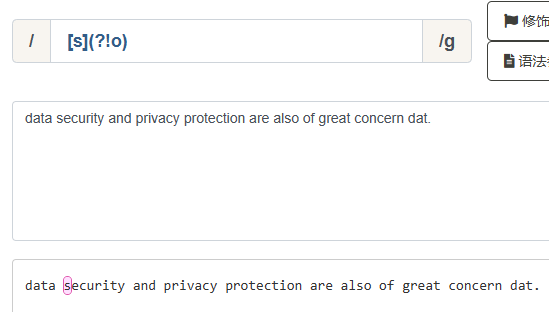 / [s](?!o) /g
修饰
语法
data security and privacy protection are also of great concern dat.
data security and privacy protection are also of great concern dat.